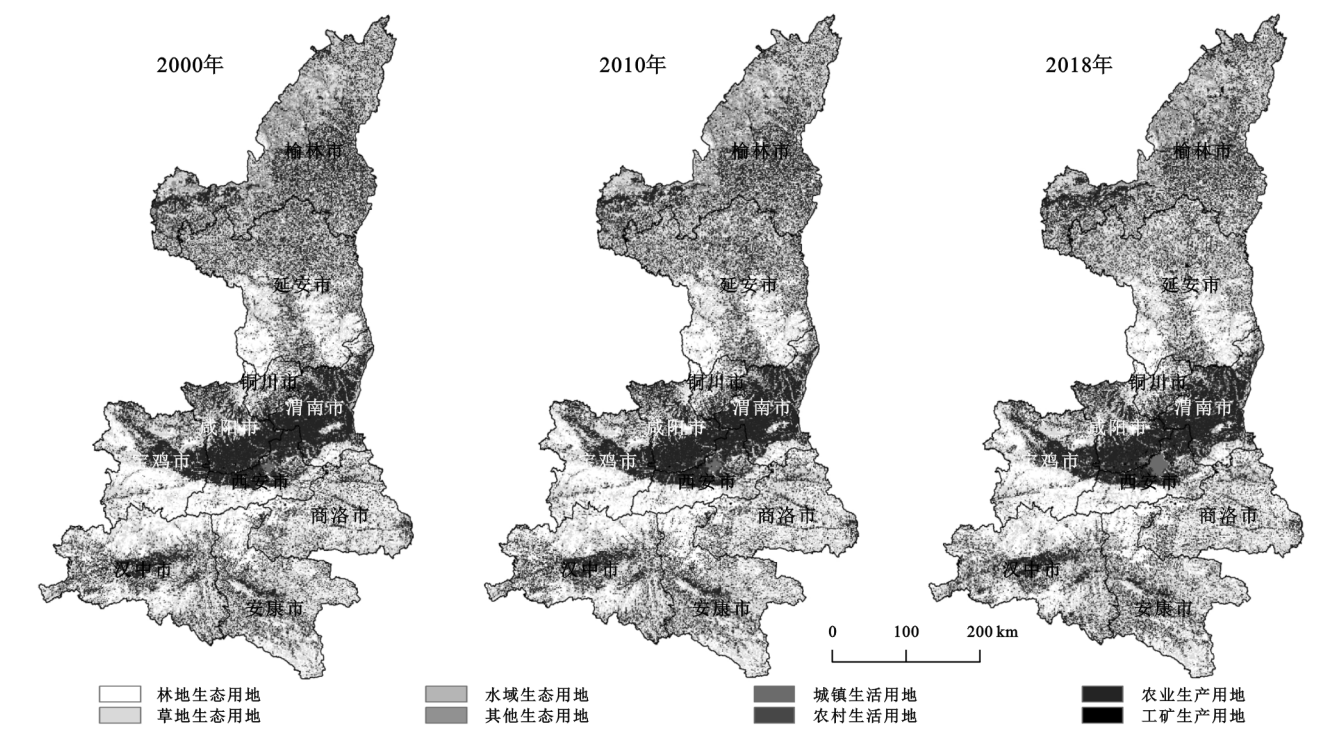 2000年
2010年
2018年
榆林市
榆林市
榆林市
延安市
延安市
延安市
铜川市
铜川市
铜川市
渭南市
渭南市
渭南市
咸阳市
咸阳市
咸阳市
鸡市
鸡市
鸡市
西安市
西安市
西安市
商洛市
商洛市
商洛市
汉中市
汉中市
汉中市
安康市
安康市
安康市
0 100 200 km
林地生态用地 水域生态用地 城镇生活用地 农业生产用地
草地生态用地 其他生态用地 农村生活用地 工矿生产用地